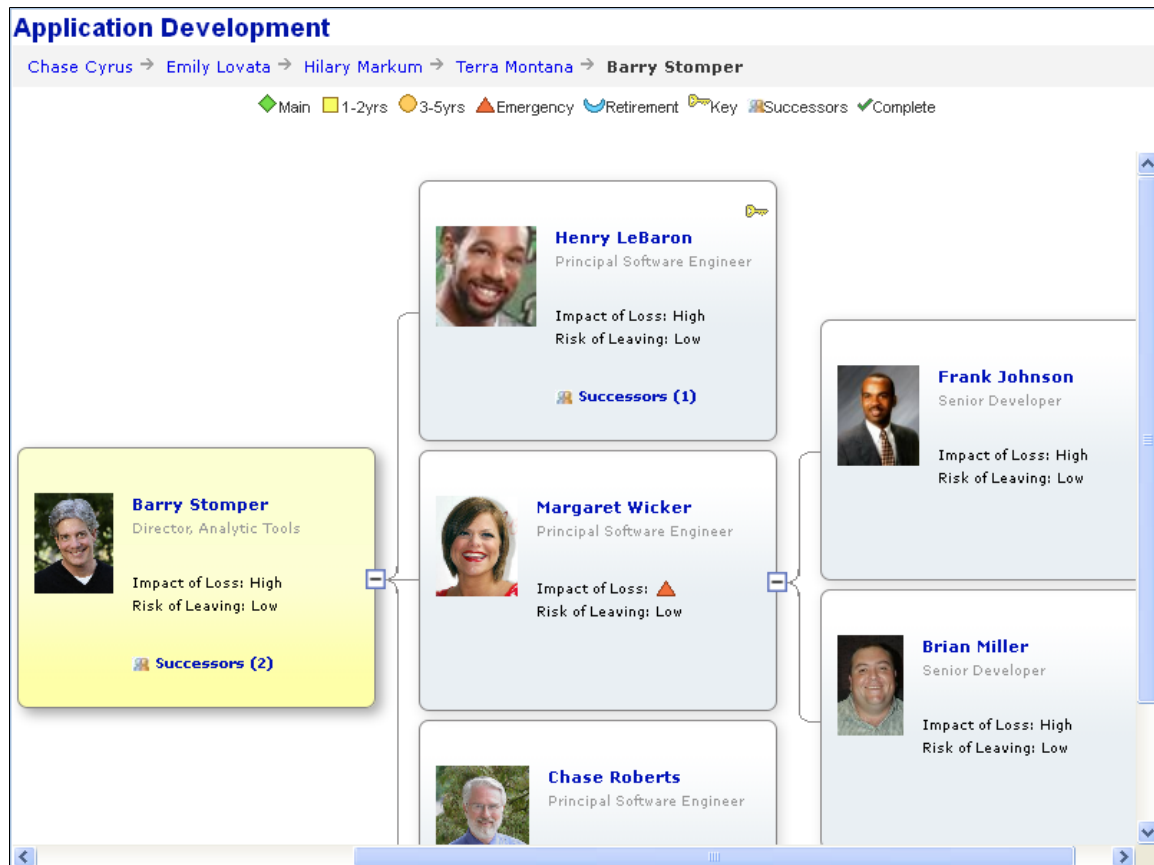 Application Development
Chase Cyrus Emily Lovata Hilary Markum Terra Montana Barry Stomper
Main 1-2yrs 3-5yrs Emergency Retirement Key Successors Complete
Henry LeBaron
Principal Software Engineer
Impact of Loss: High
Risk of Leaving: Low
Successors (1)
Frank Johnson
Senior Developer
Impact of Loss: High
Risk of Leaving: Low
Barry Stomper
Director, Analytic Tools
Impact of Loss: High
Risk of Leaving: Low
Successors (2)
Margaret Wicker
Principal Software Engineer
Impact of Loss:
Risk of Leaving: Low
Brian Miller
Senior Developer
Impact of Loss: High
Risk of Leaving: Low
Chase Roberts
Principal Software Engineer